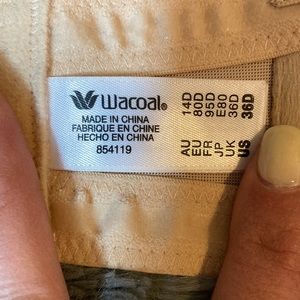 Wacoal®
MADE IN CHINA
FABRIQUE EN CHINE
HECHO EN CHINA
854119
AU 14D
EU 80D
FR 95D
JP E80
UK 36D
US 36D